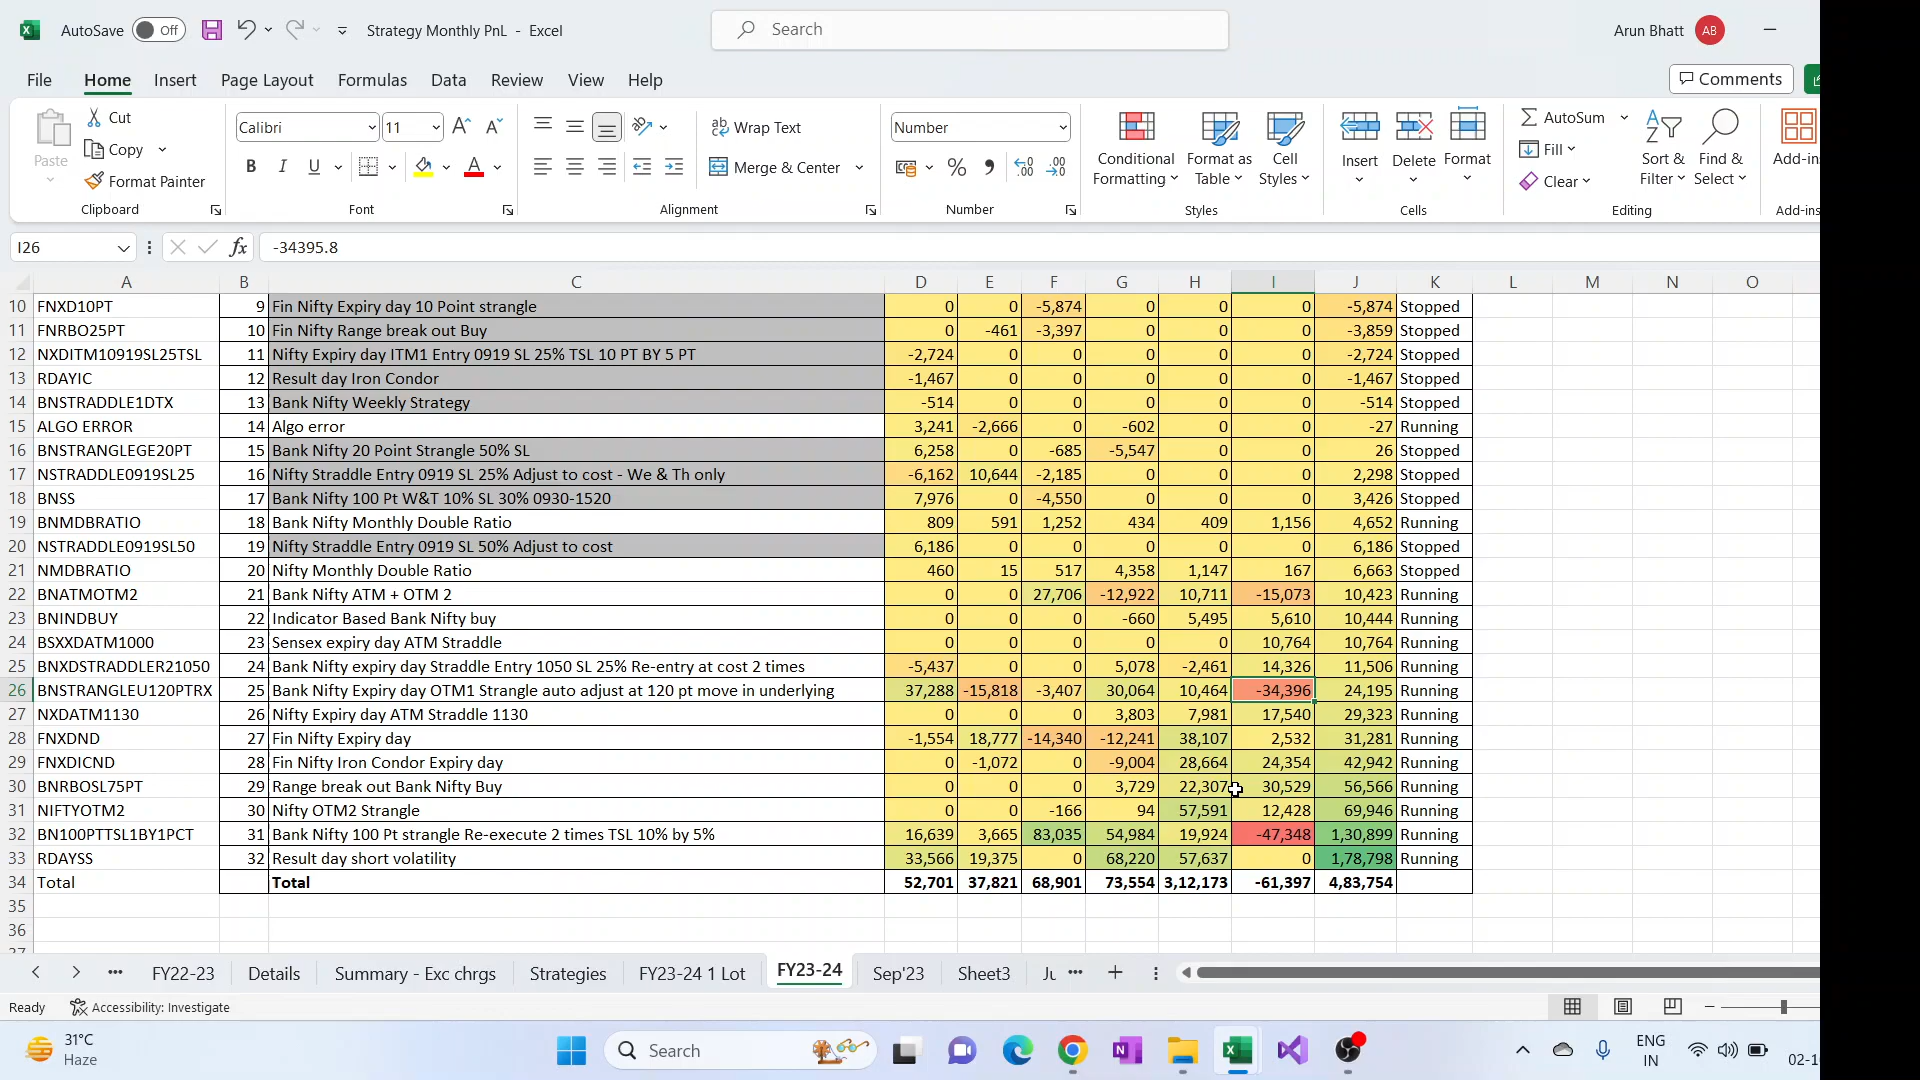 AutoSave Off Strategy Monthly PnL - Excel Search Arun Bhatt AB
File Home Insert Page Layout Formulas Data Review View Help Comments
Paste Cut Copy Format Painter Clipboard
Calibri 11 B I U A Font
Wrap Text Merge & Center Alignment
Number % Number
Conditional Formatting Format as Table Cell Styles Styles
Insert Delete Format Cells
AutoSum Fill Clear Sort & Filter Find & Select Editing
Add-ins
I26 fx -34395.8
A B C D E F G H I J K L M N O
10 FNXD10PT 9 Fin Nifty Expiry day 10 Point strangle 0 0 -5,874 0 0 0 -5,874 Stopped
11 FNRBO25PT 10 Fin Nifty Range break out Buy 0 -461 -3,397 0 0 0 -3,859 Stopped
12 NXDITM10919SL25TSL 11 Nifty Expiry day ITM1 Entry 0919 SL 25% TSL 10 PT BY 5 PT -2,724 0 0 0 0 0 -2,724 Stopped
13 RDAYIC 12 Result day Iron Condor -1,467 0 0 0 0 0 -1,467 Stopped
14 BNSTRADDLE1DTX 13 Bank Nifty Weekly Strategy -514 0 0 0 0 0 -514 Stopped
15 ALGO ERROR 14 Algo error 3,241 -2,666 0 -602 0 0 -27 Running
16 BNSTRANGLEGE20PT 15 Bank Nifty 20 Point Strangle 50% SL 6,258 0 -685 -5,547 0 0 26 Stopped
17 NSTRADDLE0919SL25 16 Nifty Straddle Entry 0919 SL 25% Adjust to cost - We & Th only -6,162 10,644 -2,185 0 0 0 2,298 Stopped
18 BNSS 17 Bank Nifty 100 Pt W&T 10% SL 30% 0930-1520 7,976 0 -4,550 0 0 0 3,426 Stopped
19 BNMDBRATIO 18 Bank Nifty Monthly Double Ratio 809 591 1,252 434 409 1,156 4,652 Running
20 NSTRADDLE0919SL50 19 Nifty Straddle Entry 0919 SL 50% Adjust to cost 6,186 0 0 0 0 0 6,186 Stopped
21 NMDBRATIO 20 Nifty Monthly Double Ratio 460 15 517 4,358 1,147 167 6,663 Stopped
22 BNATMOTM2 21 Bank Nifty ATM + OTM 2 0 0 27,706 -12,922 10,711 -15,073 10,423 Running
23 BNINDBUY 22 Indicator Based Bank Nifty buy 0 0 0 -660 5,495 5,610 10,444 Running
24 BSXXDATM1000 23 Sensex expiry day ATM Straddle 0 0 0 0 0 10,764 10,764 Running
25 BNXDSTRADDLER21050 24 Bank Nifty expiry day Straddle Entry 1050 SL 25% Re-entry at cost 2 times -5,437 0 0 5,078 -2,461 14,326 11,506 Running
26 BNSTRANGLEU120PTRX 25 Bank Nifty Expiry day OTM1 Strangle auto adjust at 120 pt move in underlying 37,288 -15,818 -3,407 30,064 10,464 -34,396 24,195 Running
27 NXDATM1130 26 Nifty Expiry day ATM Straddle 1130 0 0 0 3,803 7,981 17,540 29,323 Running
28 FNXDND 27 Fin Nifty Expiry day -1,554 18,777 -14,340 -12,241 38,107 2,532 31,281 Running
29 FNXDICND 28 Fin Nifty Iron Condor Expiry day 0 -1,072 0 -9,004 28,664 24,354 42,942 Running
30 BNRBOSL75PT 29 Range break out Bank Nifty Buy 0 0 0 3,729 22,307 30,529 56,566 Running
31 NIFTYOTM2 30 Nifty OTM2 Strangle 0 0 -166 94 57,591 12,428 69,946 Running
32 BN100PTTSL1BY1PCT 31 Bank Nifty 100 Pt strangle Re-execute 2 times TSL 10% by 5% 16,639 3,665 83,035 54,984 19,924 -47,348 1,30,899 Running
33 RDAYSS 32 Result day short volatility 33,566 19,375 0 68,220 57,637 0 1,78,798 Running
34 Total Total 52,701 37,821 68,901 73,554 3,12,173 -61,397 4,83,754
35
36
37
FY22-23 Details Summary - Exc chrgs Strategies FY23-24 1 Lot FY23-24 Sep'23 Sheet3
Ready Accessibility: Investigate
31°C Haze Search ENG IN